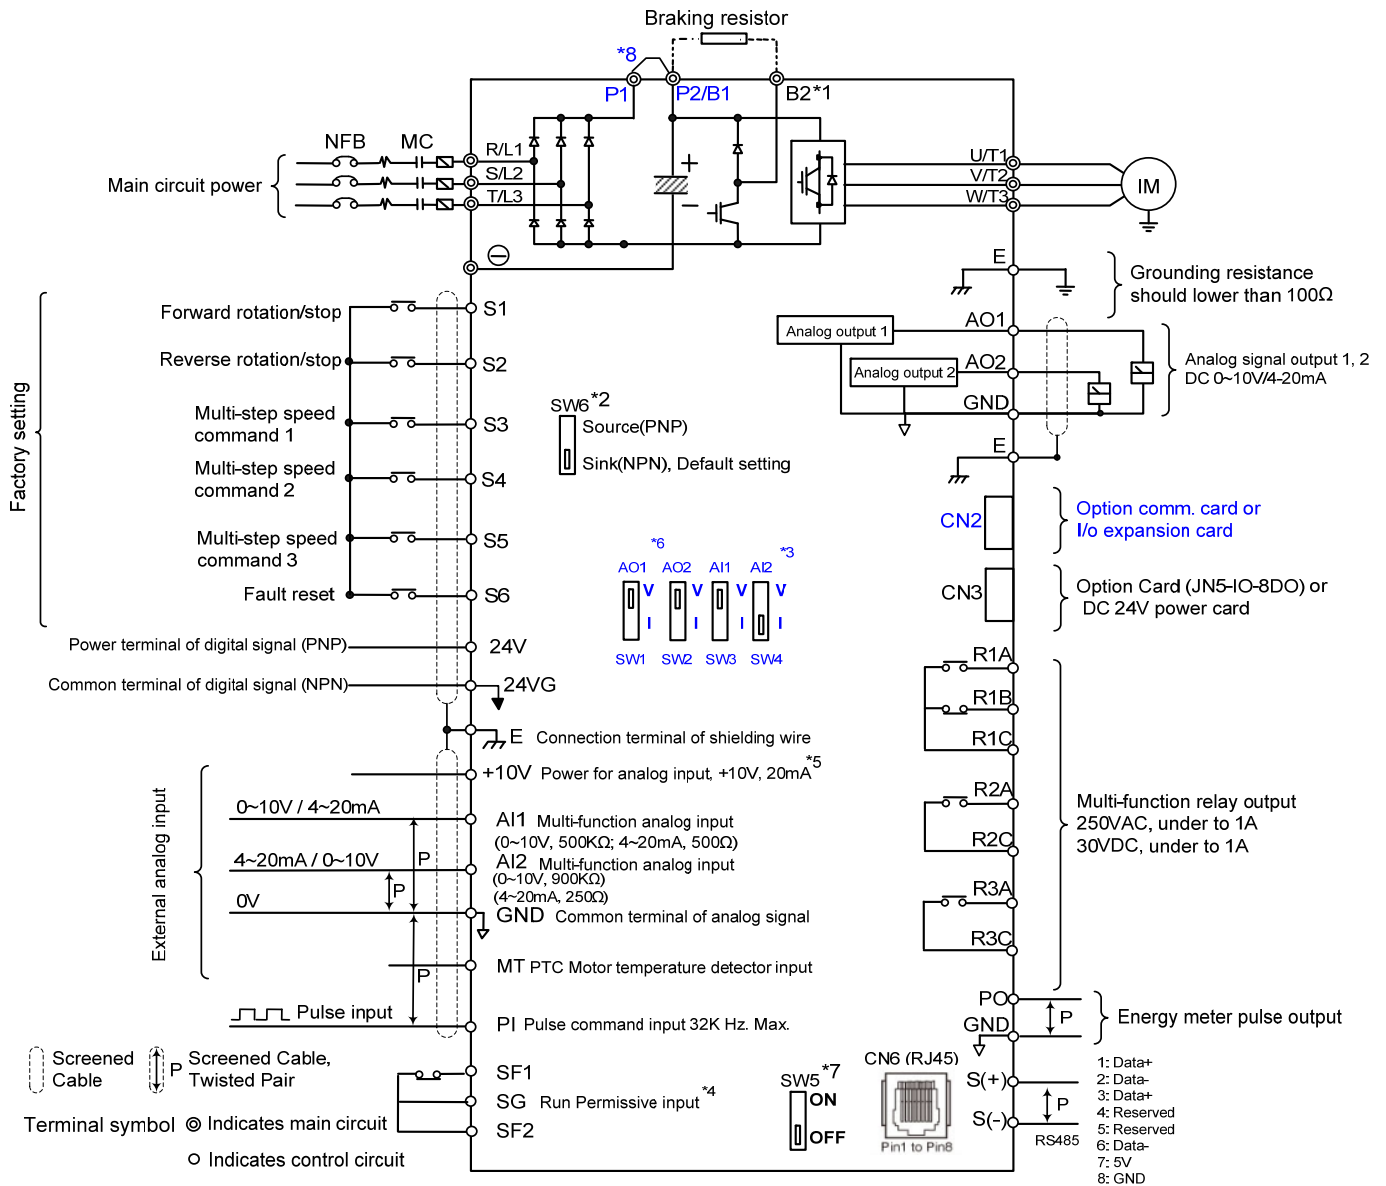 Braking resistor
*8
P1
P2/B1
B2*1
NFB
MC
R/L1
S/L2
T/L3
Main circuit power
+
−
U/T1
V/T2
W/T3
IM
E
Grounding resistance
should lower than 100Ω
Factory setting
Forward rotation/stop
S1
Reverse rotation/stop
S2
Multi-step speed
command 1
S3
Multi-step speed
command 2
S4
Multi-step speed
command 3
S5
Fault reset
S6
Power terminal of digital signal (PNP)
24V
Common terminal of digital signal (NPN)
24VG
E Connection terminal of shielding wire
SW6*2
Source(PNP)
Sink(NPN), Default setting
*6
*3
AO1
AO2
AI1
AI2
V
V
V
V
I
I
I
I
SW1
SW2
SW3
SW4
Analog output 1
AO1
Analog output 2
AO2
GND
E
Analog signal output 1, 2
DC 0~10V/4-20mA
CN2
Option comm. card or
I/o expansion card
CN3
Option Card (JN5-IO-8DO) or
DC 24V power card
R1A
R1B
R1C
R2A
R2C
R3A
R3C
Multi-function relay output
250VAC, under to 1A
30VDC, under to 1A
External analog input
+10V Power for analog input, +10V, 20mA*5
0~10V / 4~20mA
AI1 Multi-function analog input
(0~10V, 500KΩ; 4~20mA, 500Ω)
4~20mA / 0~10V
P
AI2 Multi-function analog input
(0~10V, 900KΩ)
(4~20mA, 250Ω)
P
0V
GND Common terminal of analog signal
MT PTC Motor temperature detector input
P
Pulse input
PI Pulse command input 32K Hz. Max.
PO
GND
P
Energy meter pulse output
Screened
Cable
P
Screened Cable,
Twisted Pair
Terminal symbol
Indicates main circuit
Indicates control circuit
SF1
SG Run Permissive input*4
SF2
SW5*7
ON
OFF
CN6 (RJ45)
Pin1 to Pin8
S(+)
S(-)
P
RS485
1: Data+
2: Data-
3: Data+
4: Reserved
5: Reserved
6: Data-
7: 5V
8: GND